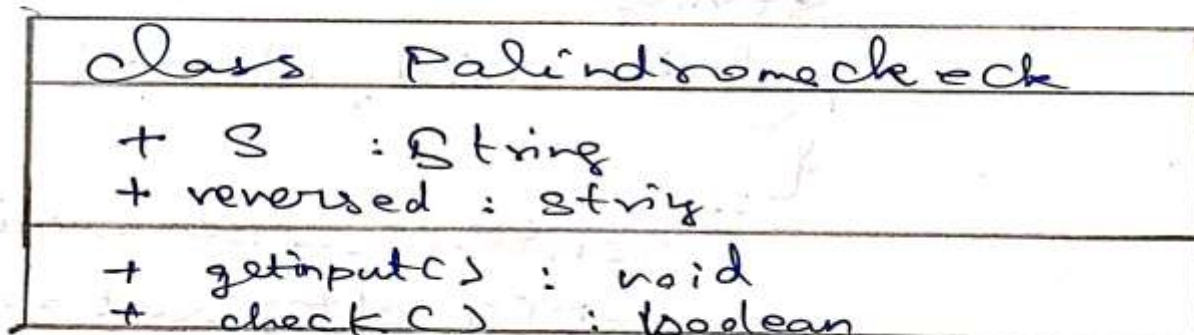 class Palindromecheck
+ S : String
+ reversed : string
+ getinput() : void
+ check() : boolean